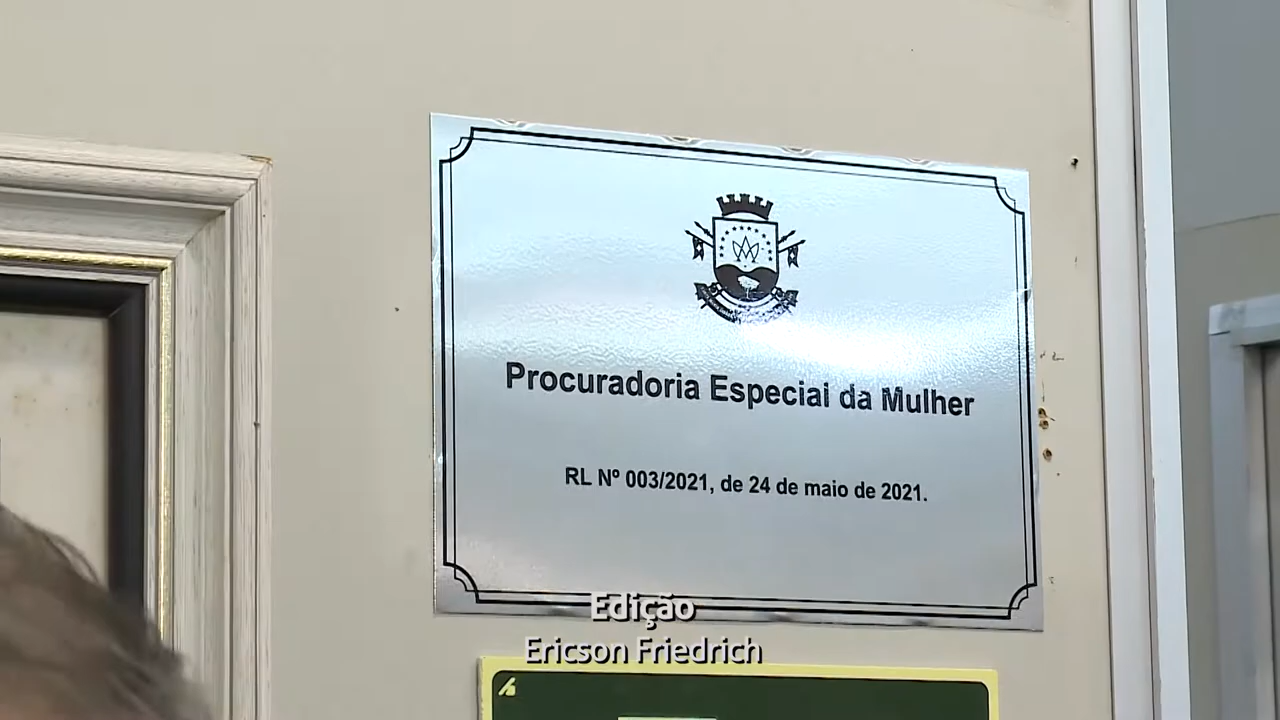 Procuradoria Especial da Mulher
RL Nº 003/2021, de 24 de maio de 2021.
Edição
Ericson Friedrich